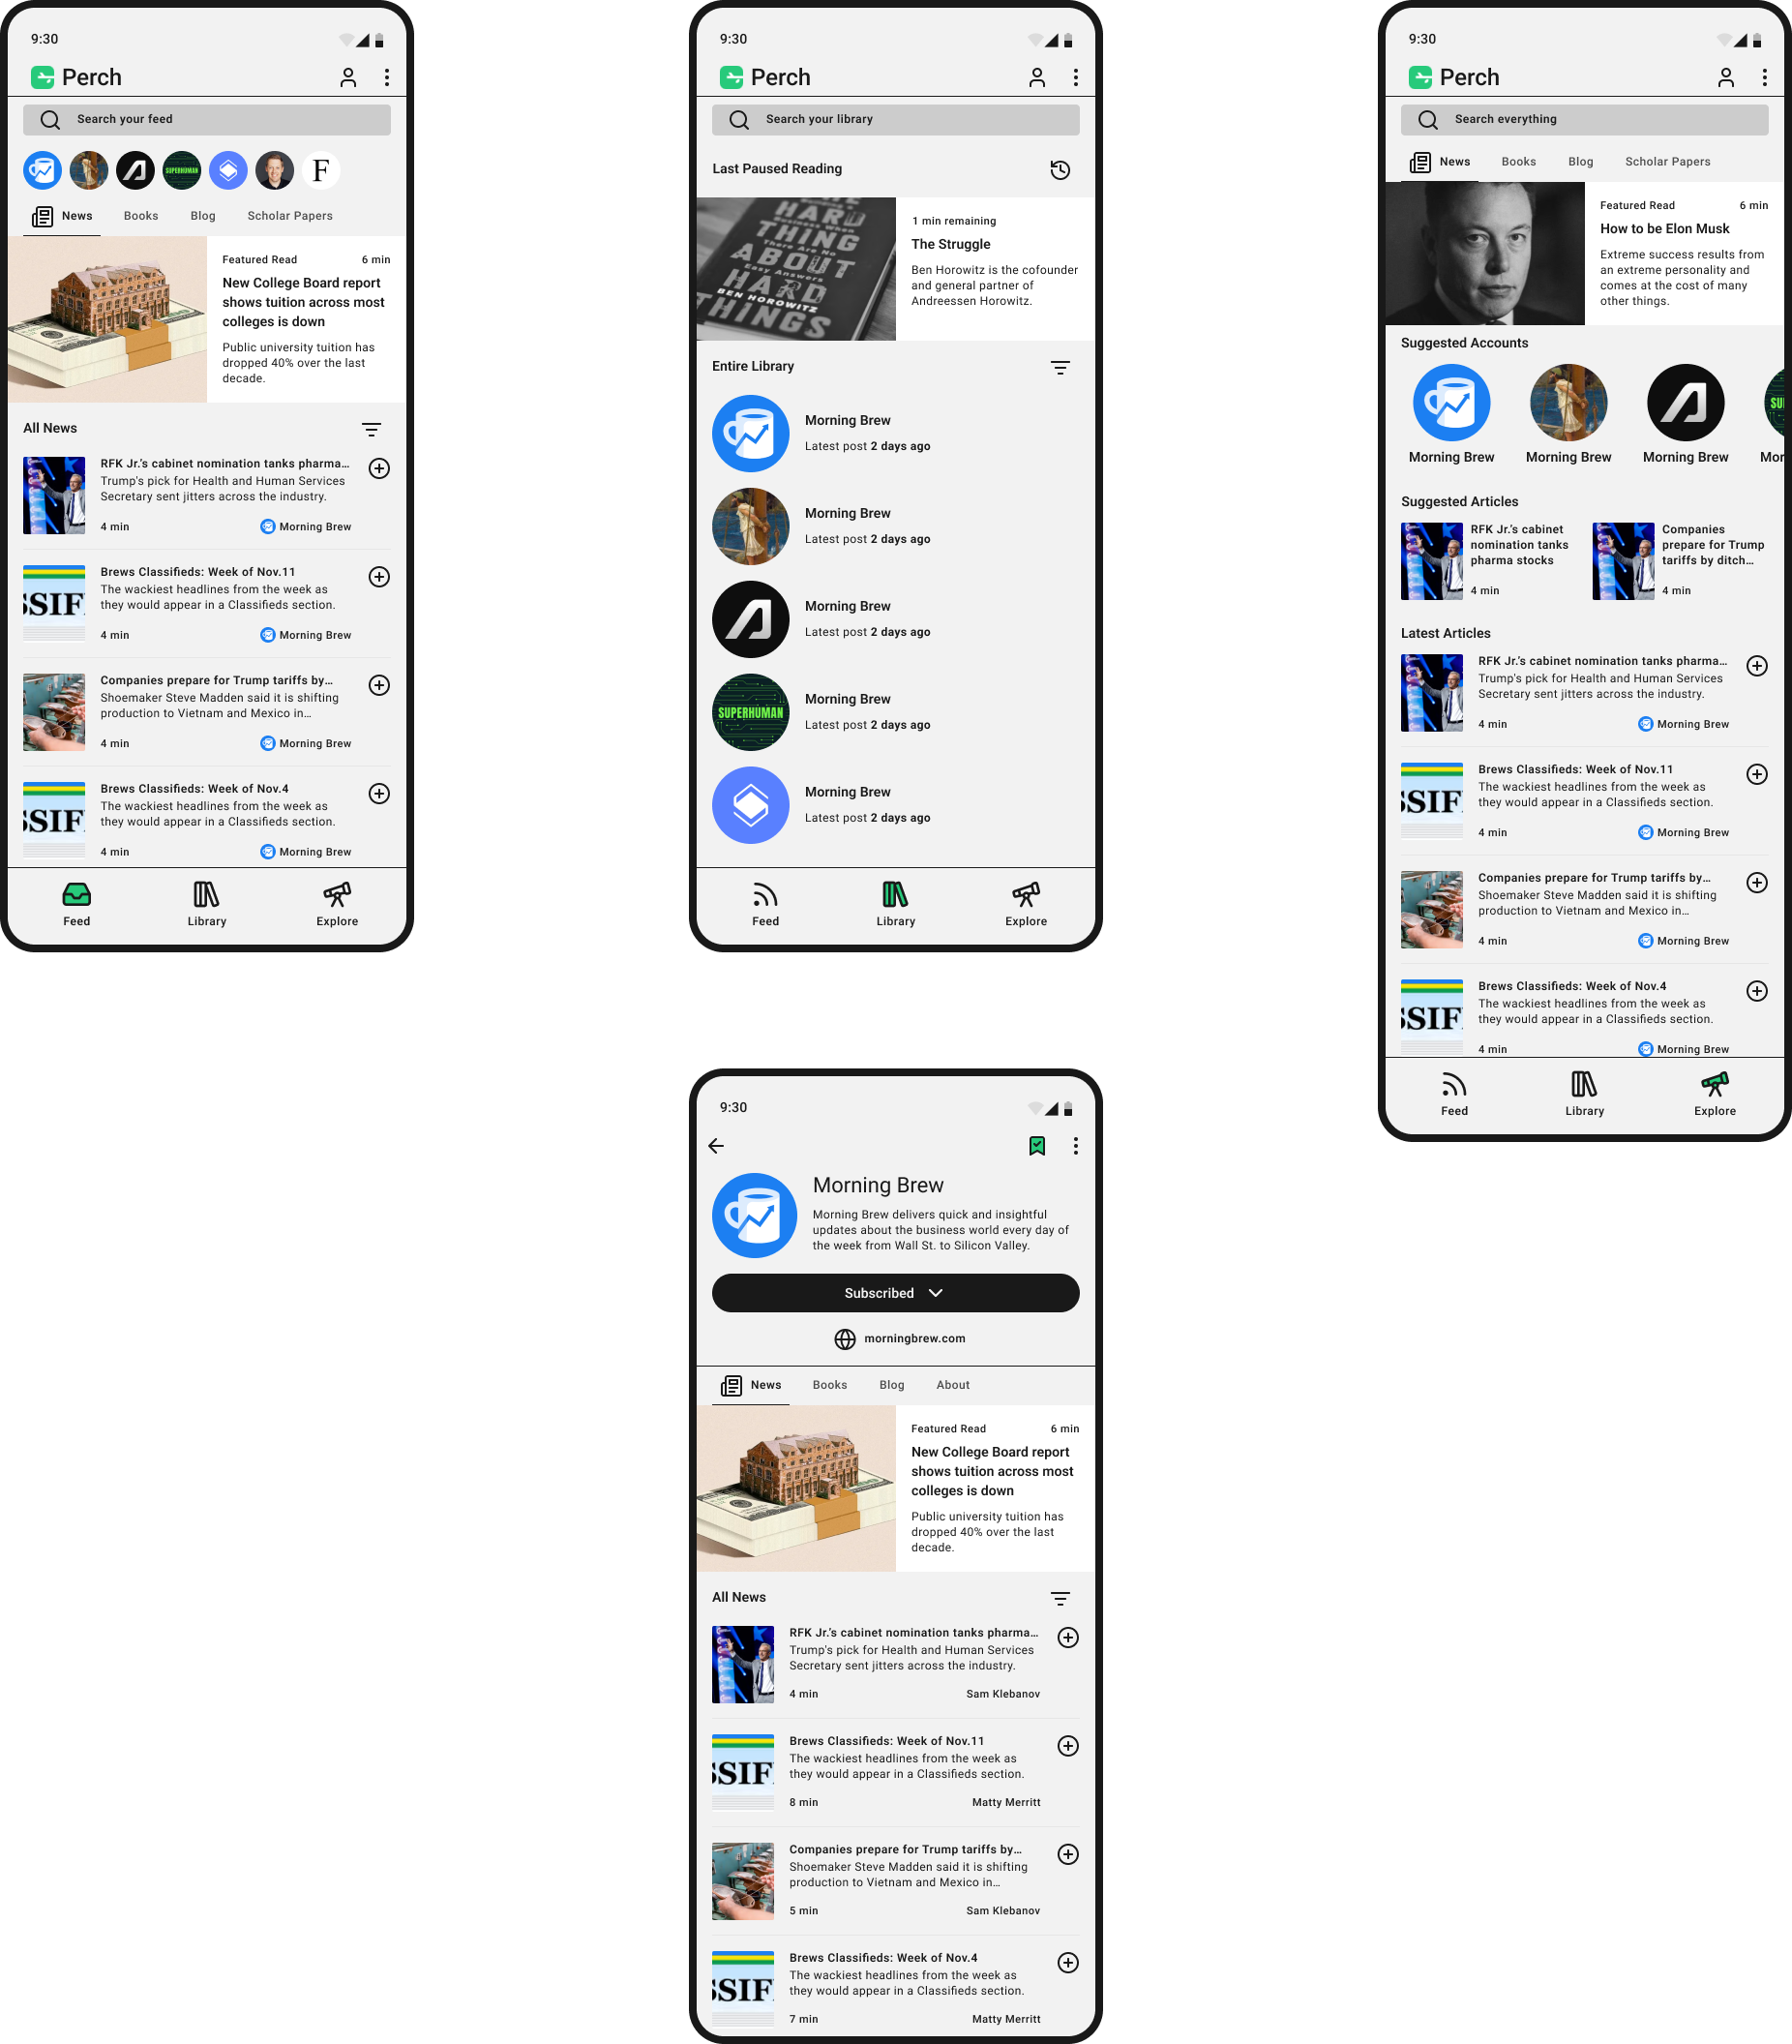 9:30
Perch
Search your feed
SUPERHUMAN
F
News Books Blog Scholar Papers
Featured Read 6 min
New College Board report
shows tuition across most
colleges is down
Public university tuition has
dropped 40% over the last
decade.
All News
RFK Jr.'s cabinet nomination tanks pharma...
Trump's pick for Health and Human Services
Secretary sent jitters across the industry.
4 min Morning Brew
SSIF
Brews Classifieds: Week of Nov.11
The wackiest headlines from the week as
they would appear in a Classifieds section.
4 min Morning Brew
Companies prepare for Trump tariffs by...
Shoemaker Steve Madden said it is shifting
production to Vietnam and Mexico in...
4 min Morning Brew
SSIF
Brews Classifieds: Week of Nov.4
The wackiest headlines from the week as
they would appear in a Classifieds section.
4 min Morning Brew
Feed Library Explore
9:30
Perch
Search your library
Last Paused Reading
HARD
THING
ABOUT
HARD
THINGS
There Are No
Easy Answers
BEN HOROWITZ
1 min remaining
The Struggle
Ben Horowitz is the cofounder
and general partner of
Andreessen Horowitz.
Entire Library
Morning Brew
Latest post 2 days ago
Morning Brew
Latest post 2 days ago
Morning Brew
Latest post 2 days ago
SUPERHUMAN
Morning Brew
Latest post 2 days ago
Morning Brew
Latest post 2 days ago
Feed Library Explore
9:30
Perch
Search everything
News Books Blog Scholar Papers
Featured Read 6 min
How to be Elon Musk
Extreme success results from
an extreme personality and
comes at the cost of many
other things.
Suggested Accounts
SU
Morning Brew Morning Brew Morning Brew Mor
Suggested Articles
RFK Jr.'s cabinet
nomination tanks
pharma stocks
4 min
Companies
prepare for Trump
tariffs by ditch...
4 min
Latest Articles
RFK Jr.'s cabinet nomination tanks pharma...
Trump's pick for Health and Human Services
Secretary sent jitters across the industry.
4 min Morning Brew
SSIF
Brews Classifieds: Week of Nov.11
The wackiest headlines from the week as
they would appear in a Classifieds section.
4 min Morning Brew
Companies prepare for Trump tariffs by...
Shoemaker Steve Madden said it is shifting
production to Vietnam and Mexico in...
4 min Morning Brew
SSIF
Brews Classifieds: Week of Nov.4
The wackiest headlines from the week as
they would appear in a Classifieds section.
4 min Morning Brew
Feed Library Explore
9:30
Morning Brew
Morning Brew delivers quick and insightful
updates about the business world every day of
the week from Wall St. to Silicon Valley.
Subscribed
morningbrew.com
News Books Blog About
Featured Read 6 min
New College Board report
shows tuition across most
colleges is down
Public university tuition has
dropped 40% over the last
decade.
All News
RFK Jr.'s cabinet nomination tanks pharma...
Trump's pick for Health and Human Services
Secretary sent jitters across the industry.
4 min Sam Klebanov
SSIF
Brews Classifieds: Week of Nov.11
The wackiest headlines from the week as
they would appear in a Classifieds section.
8 min Matty Merritt
Companies prepare for Trump tariffs by...
Shoemaker Steve Madden said it is shifting
production to Vietnam and Mexico in...
5 min Sam Klebanov
SSIF
Brews Classifieds: Week of Nov.4
The wackiest headlines from the week as
they would appear in a Classifieds section.
7 min Matty Merritt